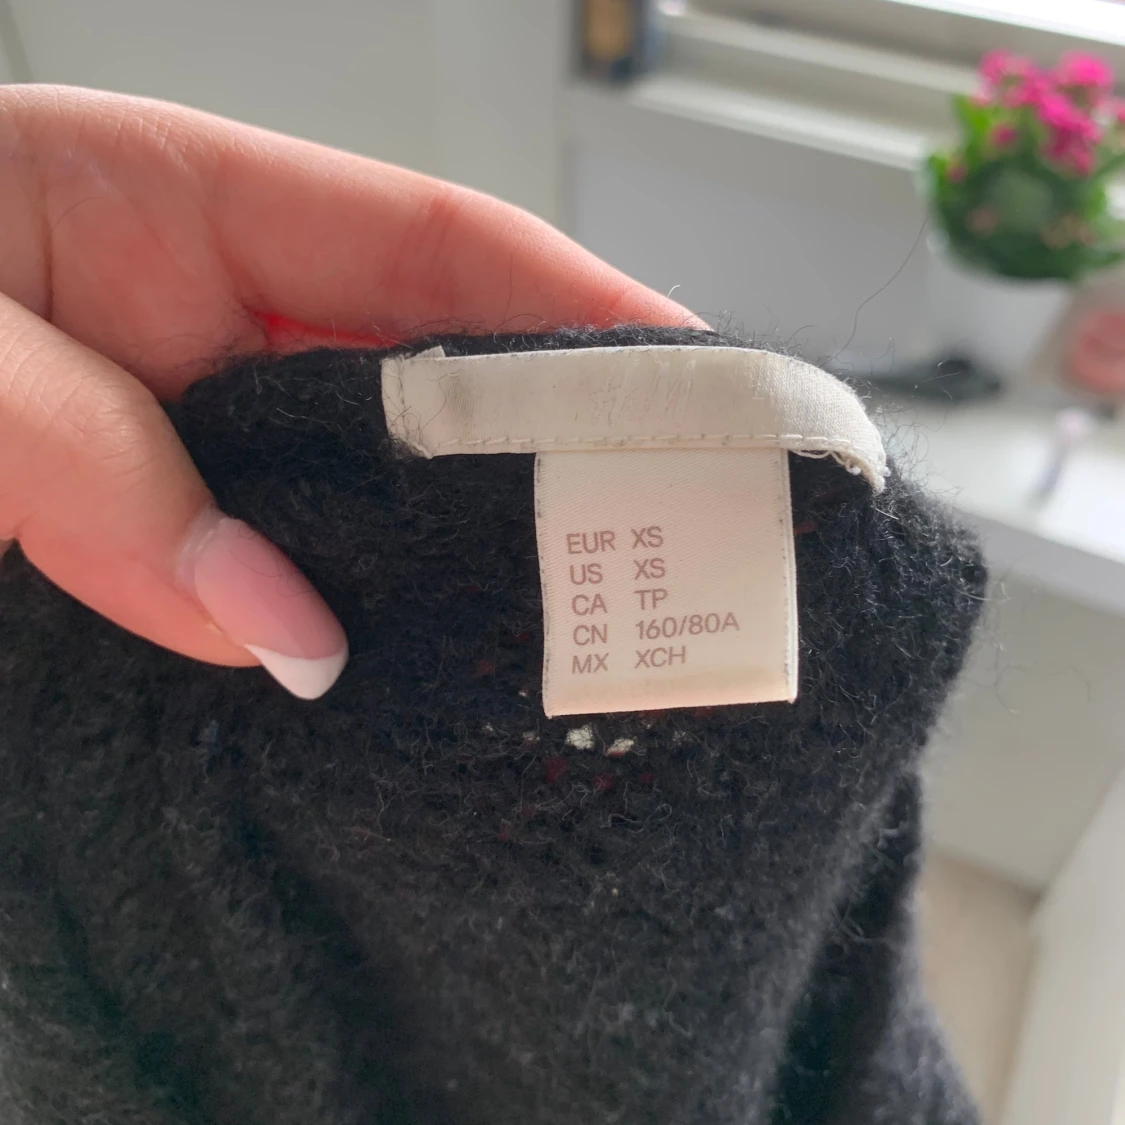 EUR XS
US XS
CA TP
CN 160/80A
MX XCH